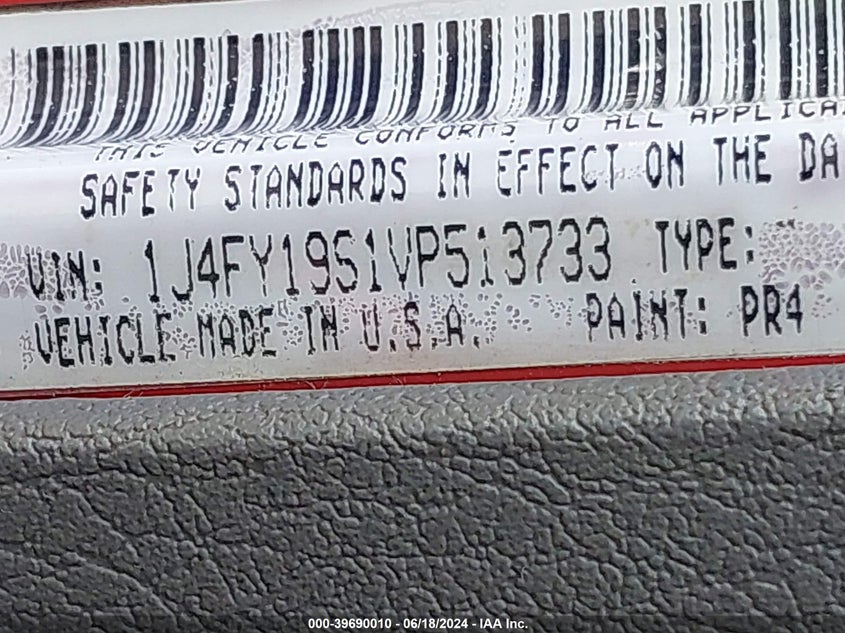 THIS VEHICLE CONFORMS TO ALL APPLICA
SAFETY STANDARDS IN EFFECT ON THE DA
VIN: 1J4FY19S1VP513733 TYPE:
VEHICLE MADE IN U.S.A. PAINT: PR4
000-39690010 - 06/18/2024 - IAA Inc.